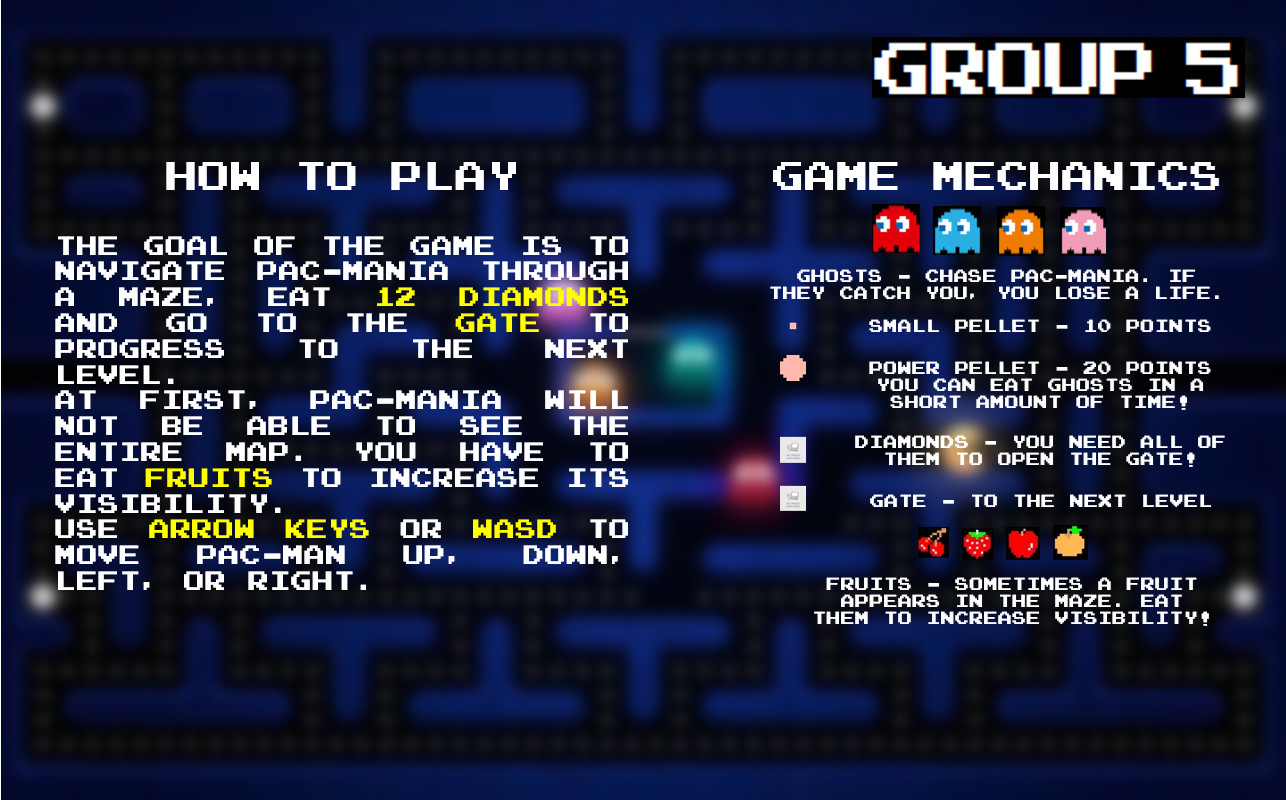 GROUP 5
HOW TO PLAY
THE GOAL OF THE GAME IS TO
NAVIGATE PAC-MANIA THROUGH
A MAZE, EAT 12 DIAMONDS
AND GO TO THE GATE TO
PROGRESS TO THE NEXT
LEVEL.
AT FIRST, PAC-MANIA WILL
NOT BE ABLE TO SEE THE
ENTIRE MAP. YOU HAVE TO
EAT FRUITS TO INCREASE ITS
VISIBILITY.
USE ARROW KEYS OR WASD TO
MOVE PAC-MAN UP, DOWN,
LEFT, OR RIGHT.
GAME MECHANICS
GHOSTS - CHASE PAC-MANIA. IF
THEY CATCH YOU, YOU LOSE A LIFE.
SMALL PELLET - 10 POINTS
POWER PELLET - 20 POINTS
YOU CAN EAT GHOSTS IN A
SHORT AMOUNT OF TIME!
DIAMONDS - YOU NEED ALL OF
THEM TO OPEN THE GATE!
GATE - TO THE NEXT LEVEL
FRUITS - SOMETIMES A FRUIT
APPEARS IN THE MAZE. EAT
THEM TO INCREASE VISIBILITY!